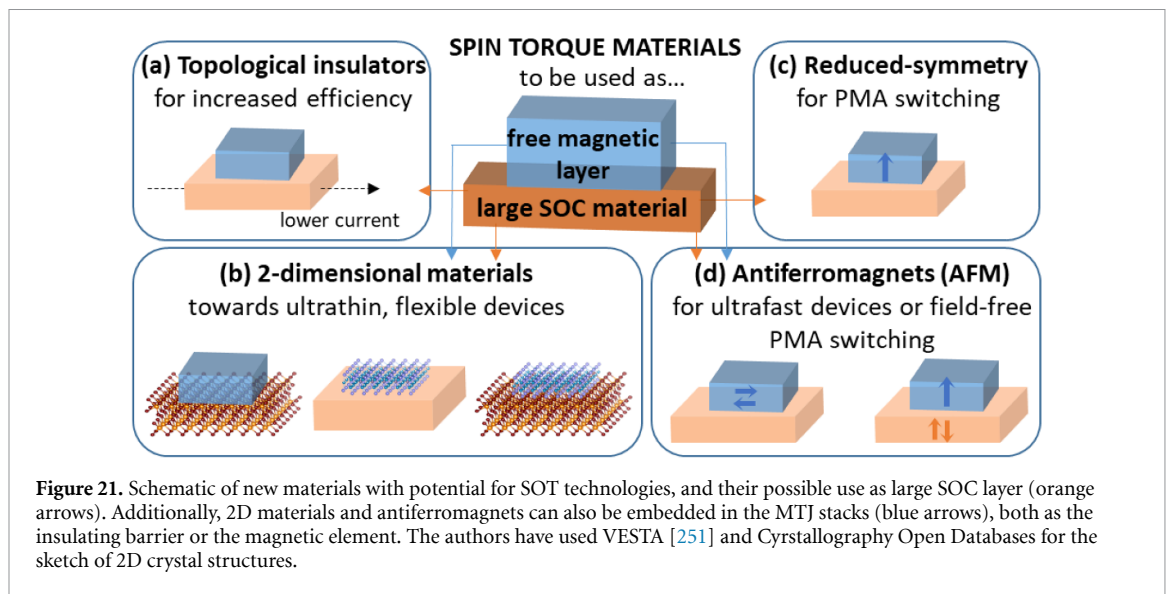 SPIN TORQUE MATERIALS
to be used as...
free magnetic
layer
large SOC material
(a) Topological insulators
for increased efficiency
lower current
(c) Reduced-symmetry
for PMA switching
(b) 2-dimensional materials
towards ultrathin, flexible devices
(d) Antiferromagnets (AFM)
for ultrafast devices or field-free
PMA switching
Figure 21. Schematic of new materials with potential for SOT technologies, and their possible use as large SOC layer (orange
arrows). Additionally, 2D materials and antiferromagnets can also be embedded in the MTJ stacks (blue arrows), both as the
insulating barrier or the magnetic element. The authors have used VESTA [251] and Cyrstallography Open Databases for the
sketch of 2D crystal structures.